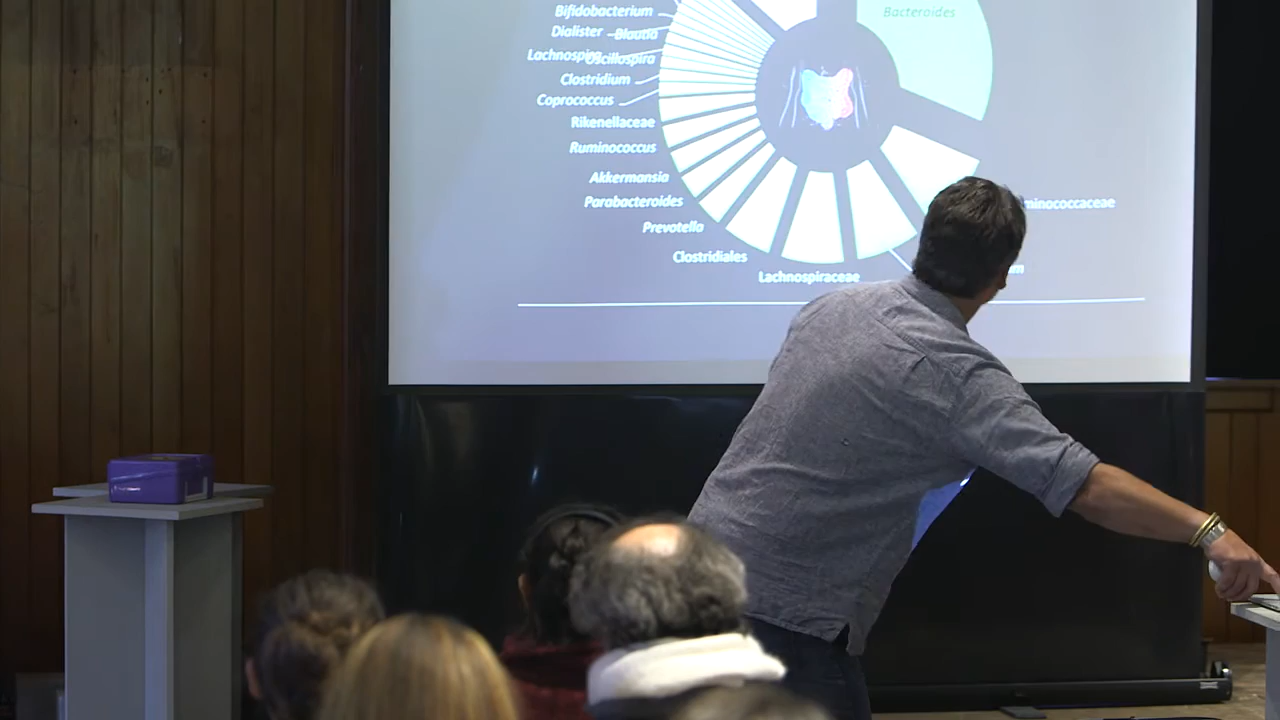 Bacteroides
Bifidobacterium
Dialister
Blautia
Lachnospira
Oscillospira
Clostridium
Coprococcus
Rikenellaceae
Ruminococcus
Akkermansia
Parabacteroides
Prevotella
Clostridiales
Lachnospiraceae
minococcaceae